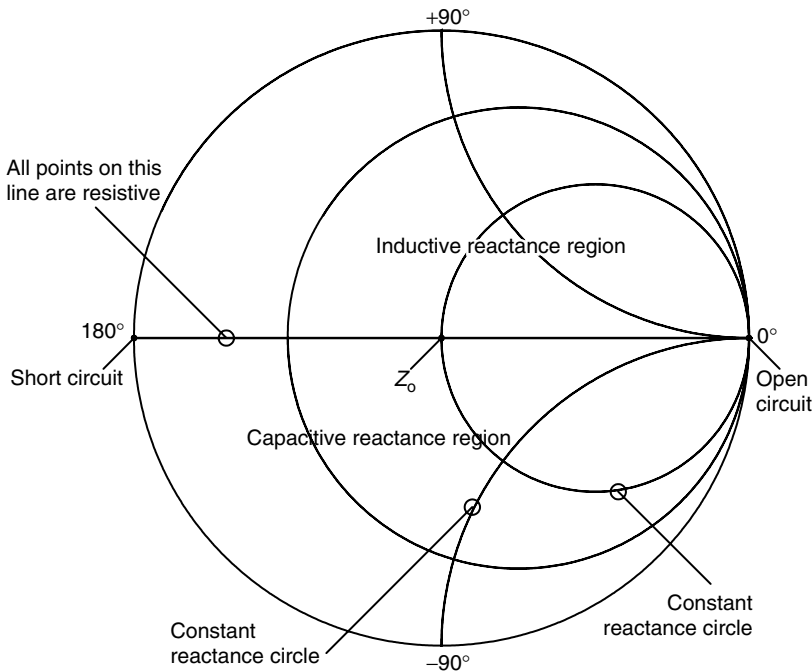 +90°
All points on this
line are resistive
Inductive reactance region
180°
0°
Short circuit
Zo
Open
circuit
Capacitive reactance region
Constant
reactance circle
Constant
reactance circle
−90°